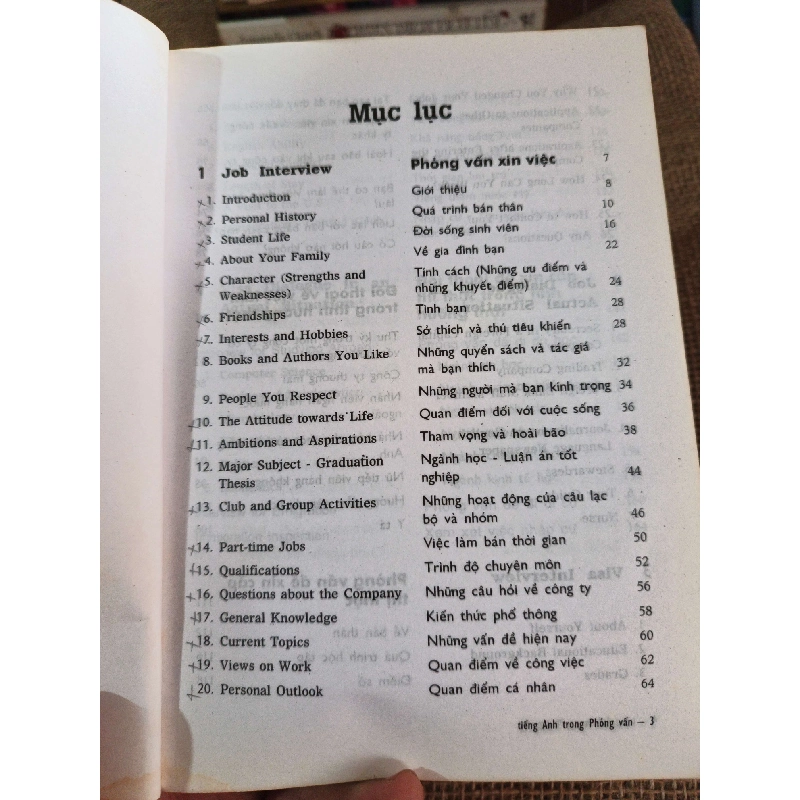 Mục lục
1 Job Interview Phỏng vấn xin việc 7
1. Introduction Giới thiệu 8
2. Personal History Quá trình bản thân 10
3. Student Life Đời sống sinh viên 16
4. About Your Family Về gia đình bạn 22
5. Character (Strengths and Tính cách (Những ưu điểm và
Weaknesses) những khuyết điểm) 24
6. Friendships Tình bạn 28
7. Interests and Hobbies Sở thích và thú tiêu khiển 28
8. Books and Authors You Like Những quyển sách và tác giả
mà bạn thích 32
9. People You Respect Những người mà bạn kính trọng 34
10. The Attitude towards Life Quan điểm đối với cuộc sống 36
11. Ambitions and Aspirations Tham vọng và hoài bão 38
12. Major Subject - Graduation Ngành học - Luận án tốt
Thesis nghiệp 44
13. Club and Group Activities Những hoạt động của câu lạc
bộ và nhóm 46
14. Part-time Jobs Việc làm bán thời gian 50
15. Qualifications Trình độ chuyên môn 52
16. Questions about the Company Những câu hỏi về công ty 56
17. General Knowledge Kiến thức phổ thông 58
18. Current Topics Những vấn đề hiện nay 60
19. Views on Work Quan điểm về công việc 62
20. Personal Outlook Quan điểm cá nhân 64
tiếng Anh trong Phỏng vấn – 3